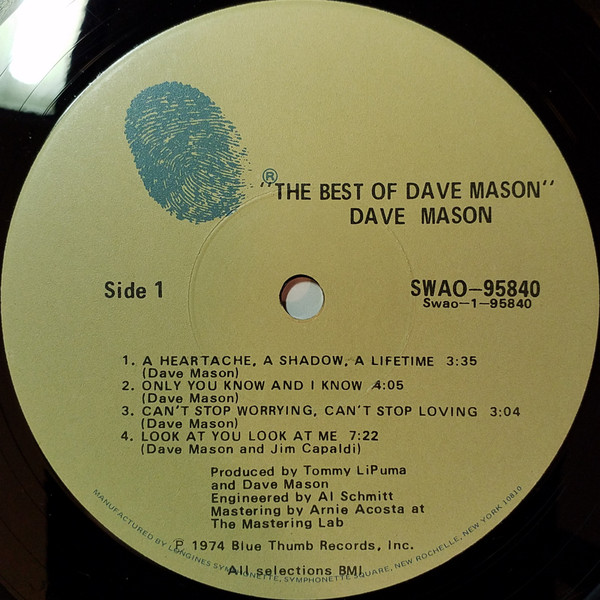 ®
"THE BEST OF DAVE MASON"
DAVE MASON
Side 1
SWAO-95840
Swao-1-95840
1. A HEARTACHE, A SHADOW, A LIFETIME 3:35
(Dave Mason)
2. ONLY YOU KNOW AND I KNOW 4:05
(Dave Mason)
3. CAN'T STOP WORRYING, CAN'T STOP LOVING 3:04
(Dave Mason)
4. LOOK AT YOU LOOK AT ME 7:22
(Dave Mason and Jim Capaldi)
Produced by Tommy LiPuma
and Dave Mason
Engineered by Al Schmitt
Mastering by Arnie Acosta at
The Mastering Lab
℗ 1974 Blue Thumb Records, Inc.
All selections BMI
MANUFACTURED BY LONGINES SYMPHONETTE, SYMPHONETTE SQUARE, NEW ROCHELLE, NEW YORK 10810